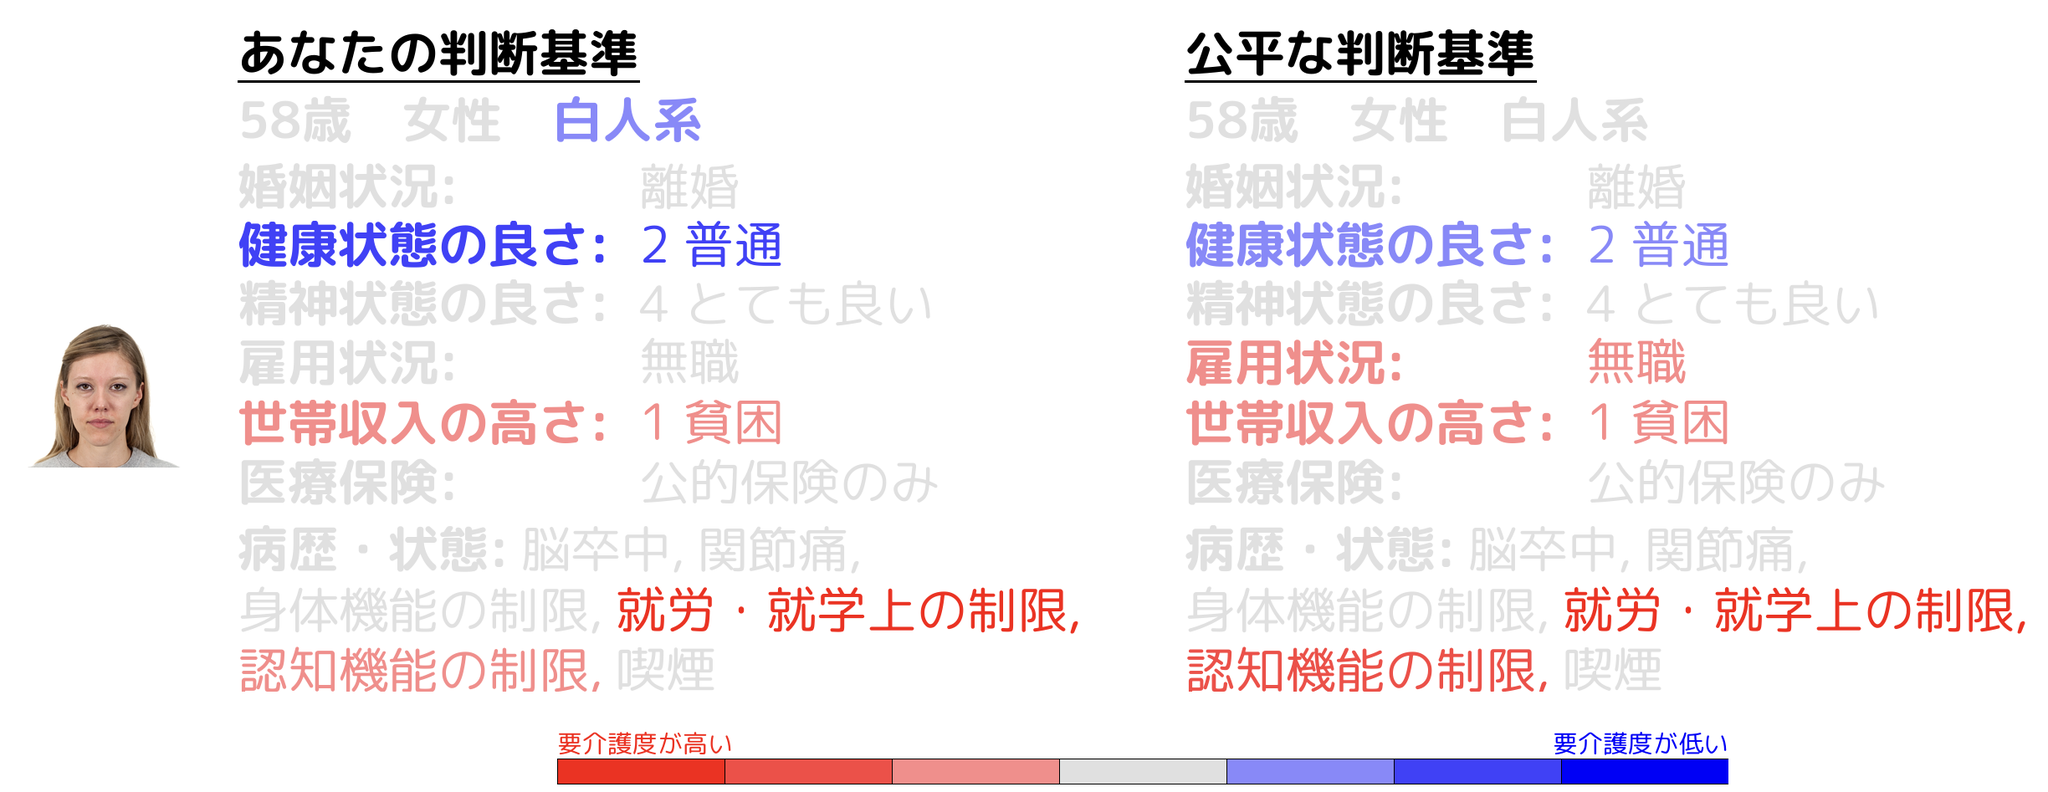 あなたの判断基準
58歳 女性 白人系
婚姻状況: 離婚
健康状態の良さ: 2 普通
精神状態の良さ: 4 とても良い
雇用状況: 無職
世帯収入の高さ: 1 貧困
医療保険: 公的保険のみ
病歴・状態: 脳卒中, 関節痛,
身体機能の制限, 就労・就学上の制限,
認知機能の制限, 喫煙
公平な判断基準
58歳 女性 白人系
婚姻状況: 離婚
健康状態の良さ: 2 普通
精神状態の良さ: 4 とても良い
雇用状況: 無職
世帯収入の高さ: 1 貧困
医療保険: 公的保険のみ
病歴・状態: 脳卒中, 関節痛,
身体機能の制限, 就労・就学上の制限,
認知機能の制限, 喫煙
要介護度が高い
要介護度が低い